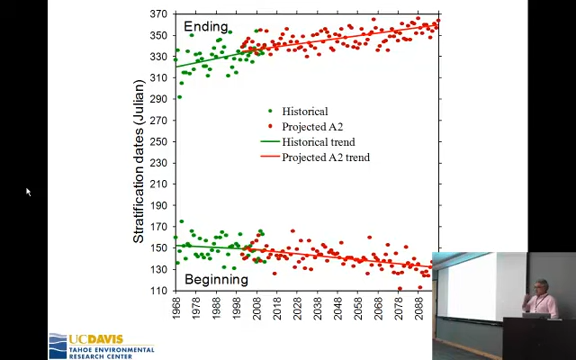 370
Ending
350
330
310
290
270
250
230
210
190
170
150
130
110
Stratification dates (Julian)
Historical
Projected A2
Historical trend
Projected A2 trend
Beginning
1968
1978
1988
1998
2008
2018
2028
2038
2048
2058
2068
2078
2088
UCDAVIS
TAHOE ENVIRONMENTAL
RESEARCH CENTER